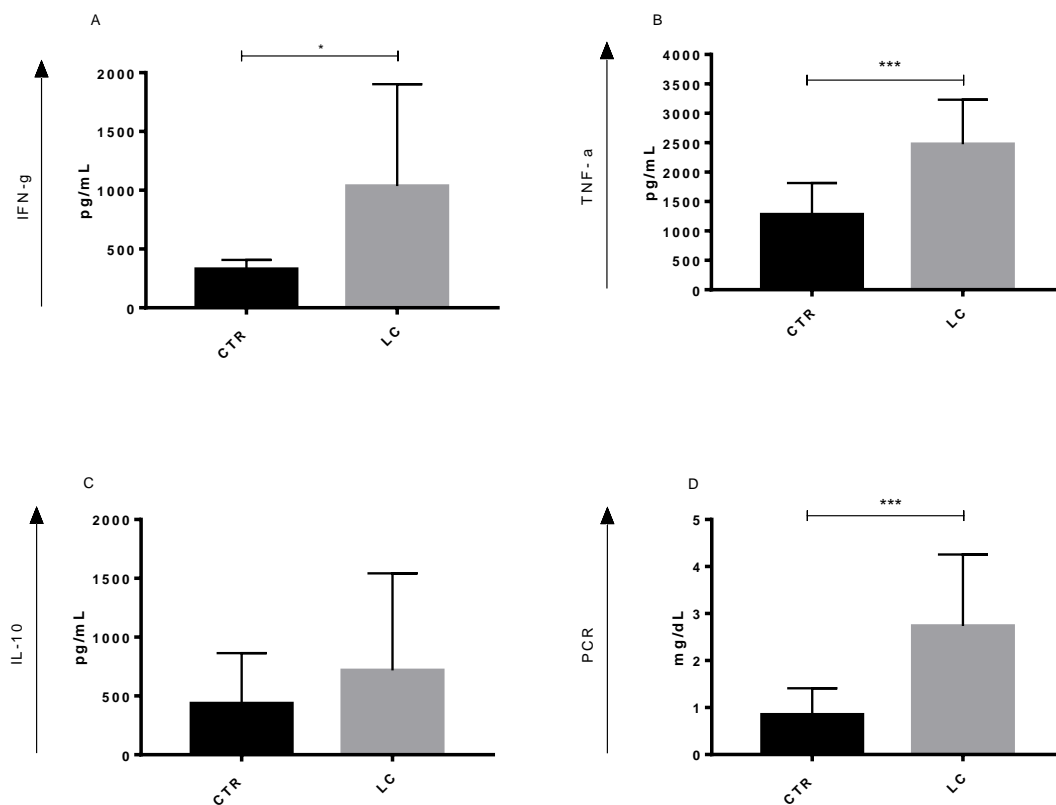 A
*
IFN-g
pg/mL
2000
1500
1000
500
0
CTR
LC
B
***
TNF- a
pg/mL
4000
3500
3000
2500
2000
1500
1000
500
0
CTR
LC
C
IL-10
pg/mL
2000
1500
1000
500
0
CTR
LC
D
***
PCR
mg/dL
5
4
3
2
1
0
CTR
LC